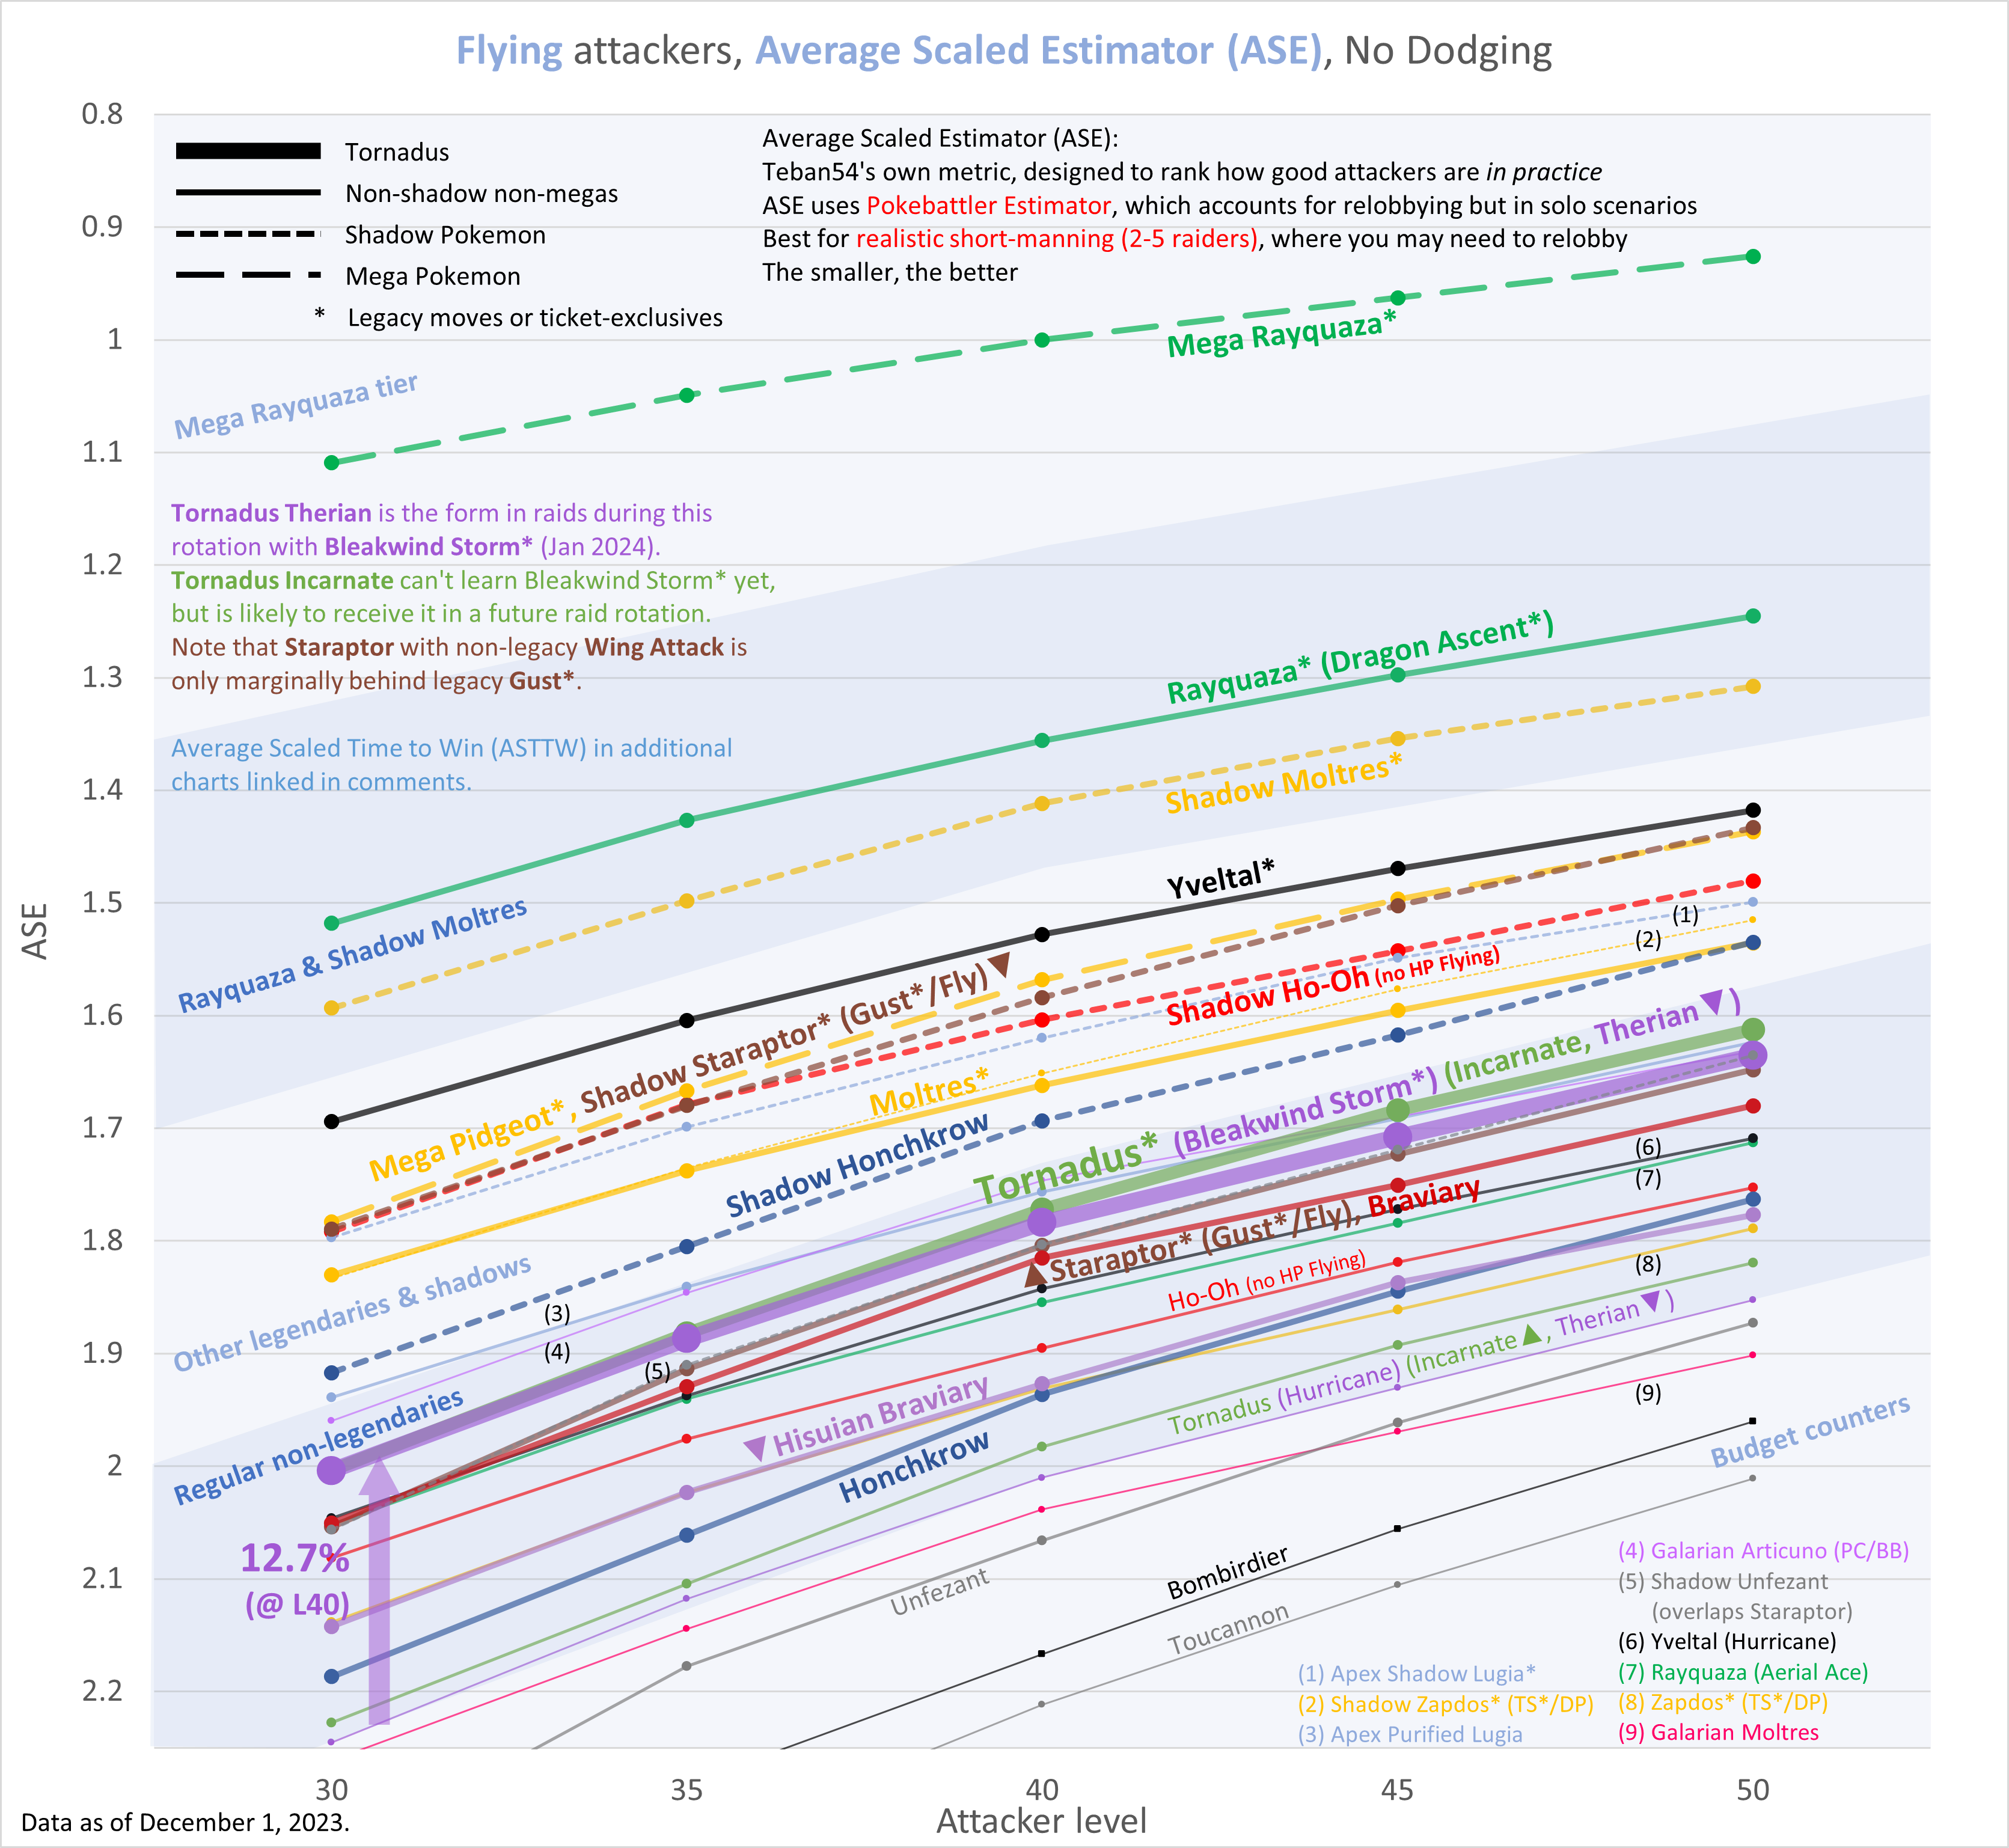 Flying attackers, Average Scaled Estimator (ASE), No Dodging
0.8
0.9
1
1.1
1.2
1.3
1.4
1.5
1.6
1.7
1.8
1.9
2
2.1
2.2
ASE
Tornadus
Non-shadow non-megas
Shadow Pokemon
Mega Pokemon
* Legacy moves or ticket-exclusives
Average Scaled Estimator (ASE):
Teban54's own metric, designed to rank how good attackers are in practice
ASE uses Pokebattler Estimator, which accounts for relobbying but in solo scenarios
Best for realistic short-manning (2-5 raiders), where you may need to relobby
The smaller, the better
Mega Rayquaza*
Mega Rayquaza tier
Tornadus Therian is the form in raids during this
rotation with Bleakwind Storm* (Jan 2024).
Tornadus Incarnate can't learn Bleakwind Storm* yet,
but is likely to receive it in a future raid rotation.
Note that Staraptor with non-legacy Wing Attack is
only marginally behind legacy Gust*.
Average Scaled Time to Win (ASTTW) in additional
charts linked in comments.
Rayquaza* (Dragon Ascent*)
Shadow Moltres*
Yveltal*
Rayquaza & Shadow Moltres
(1)
(2)
Shadow Ho-Oh (no HP Flying)
Mega Pidgeot*, Shadow Staraptor* (Gust*/Fly)▼
Moltres*
Shadow Honchkrow
Tornadus* (Bleakwind Storm*) (Incarnate, Therian▼)
Other legendaries & shadows
(3)
(4)
(5)
(6)
(7)
▲Staraptor* (Gust*/Fly), Braviary
Ho-Oh (no HP Flying)
(8)
Regular non-legendaries
▼Hisuian Braviary
Honchkrow
Tornadus (Hurricane) (Incarnate▲, Therian▼)
(9)
Budget counters
12.7%
(@ L40)
Unfezant
Bombirdier
Toucannon
(1) Apex Shadow Lugia*
(2) Shadow Zapdos* (TS*/DP)
(3) Apex Purified Lugia
(4) Galarian Articuno (PC/BB)
(5) Shadow Unfezant
(overlaps Staraptor)
(6) Yveltal (Hurricane)
(7) Rayquaza (Aerial Ace)
(8) Zapdos* (TS*/DP)
(9) Galarian Moltres
30
35
40
45
50
Attacker level
Data as of December 1, 2023.